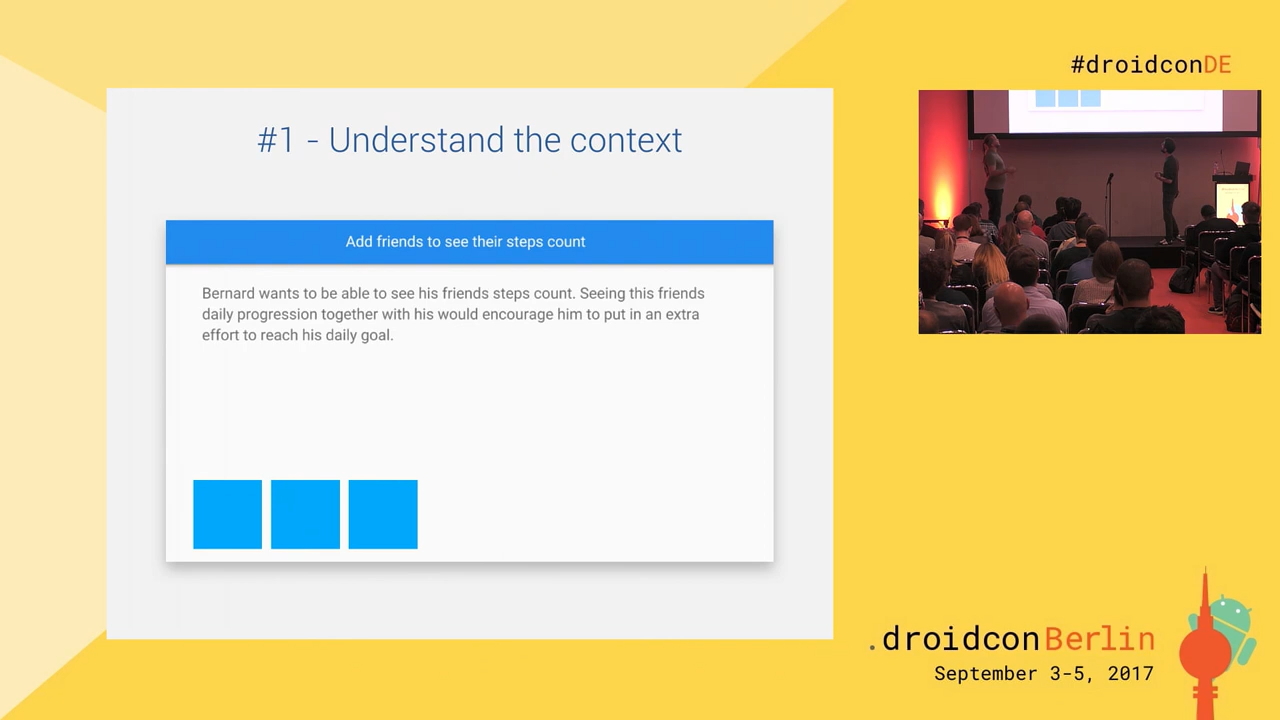 #droidconDE
#1 - Understand the context
Add friends to see their steps count
Bernard wants to be able to see his friends steps count. Seeing this friends
daily progression together with his would encourage him to put in an extra
effort to reach his daily goal.
.droidconBerlin
September 3-5, 2017